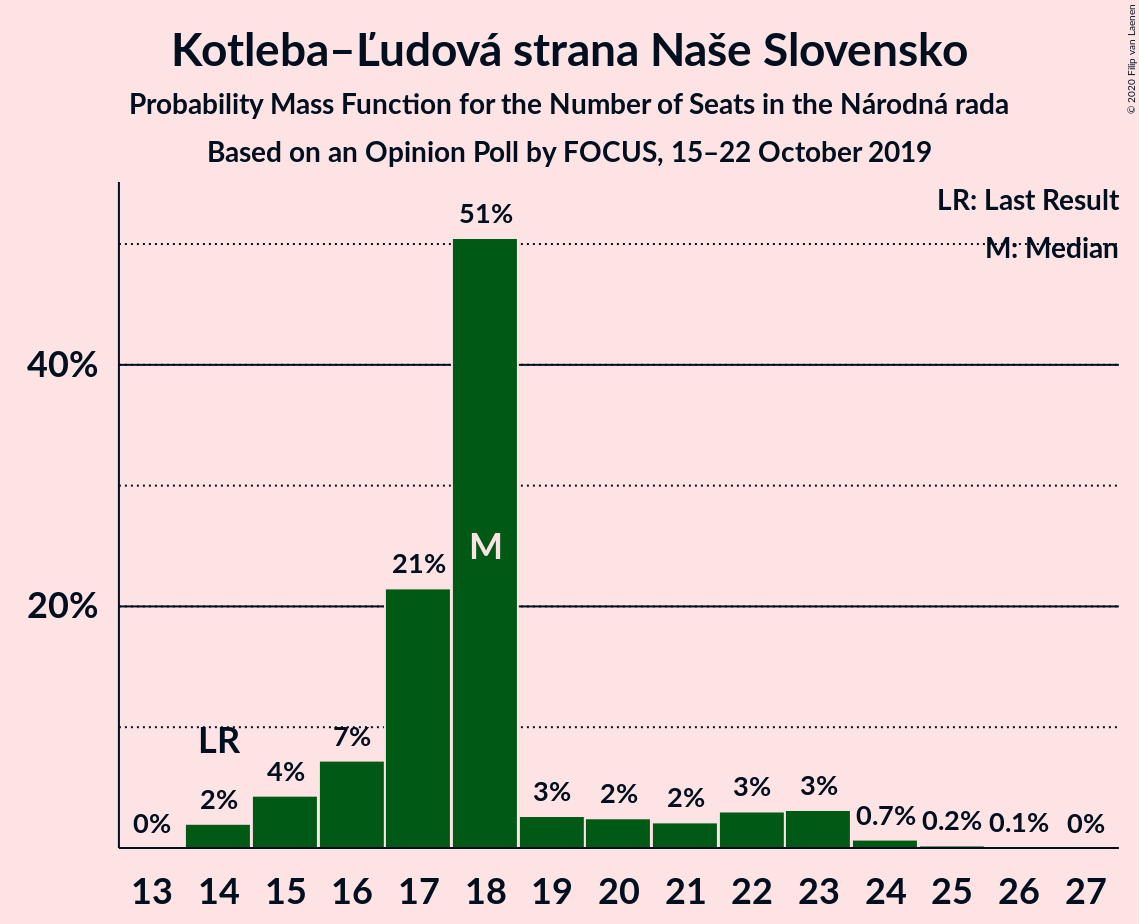 Kotleba–Ľudová strana Naše Slovensko
Probability Mass Function for the Number of Seats in the Národná rada
Based on an Opinion Poll by FOCUS, 15–22 October 2019
© 2020 Filip van Laenen
LR: Last Result
M: Median
40%
20%
0%
LR
2%
4%
7%
21%
51%
M
3%
2%
2%
3%
3%
0.7%
0.2%
0.1%
0%
13 14 15 16 17 18 19 20 21 22 23 24 25 26 27